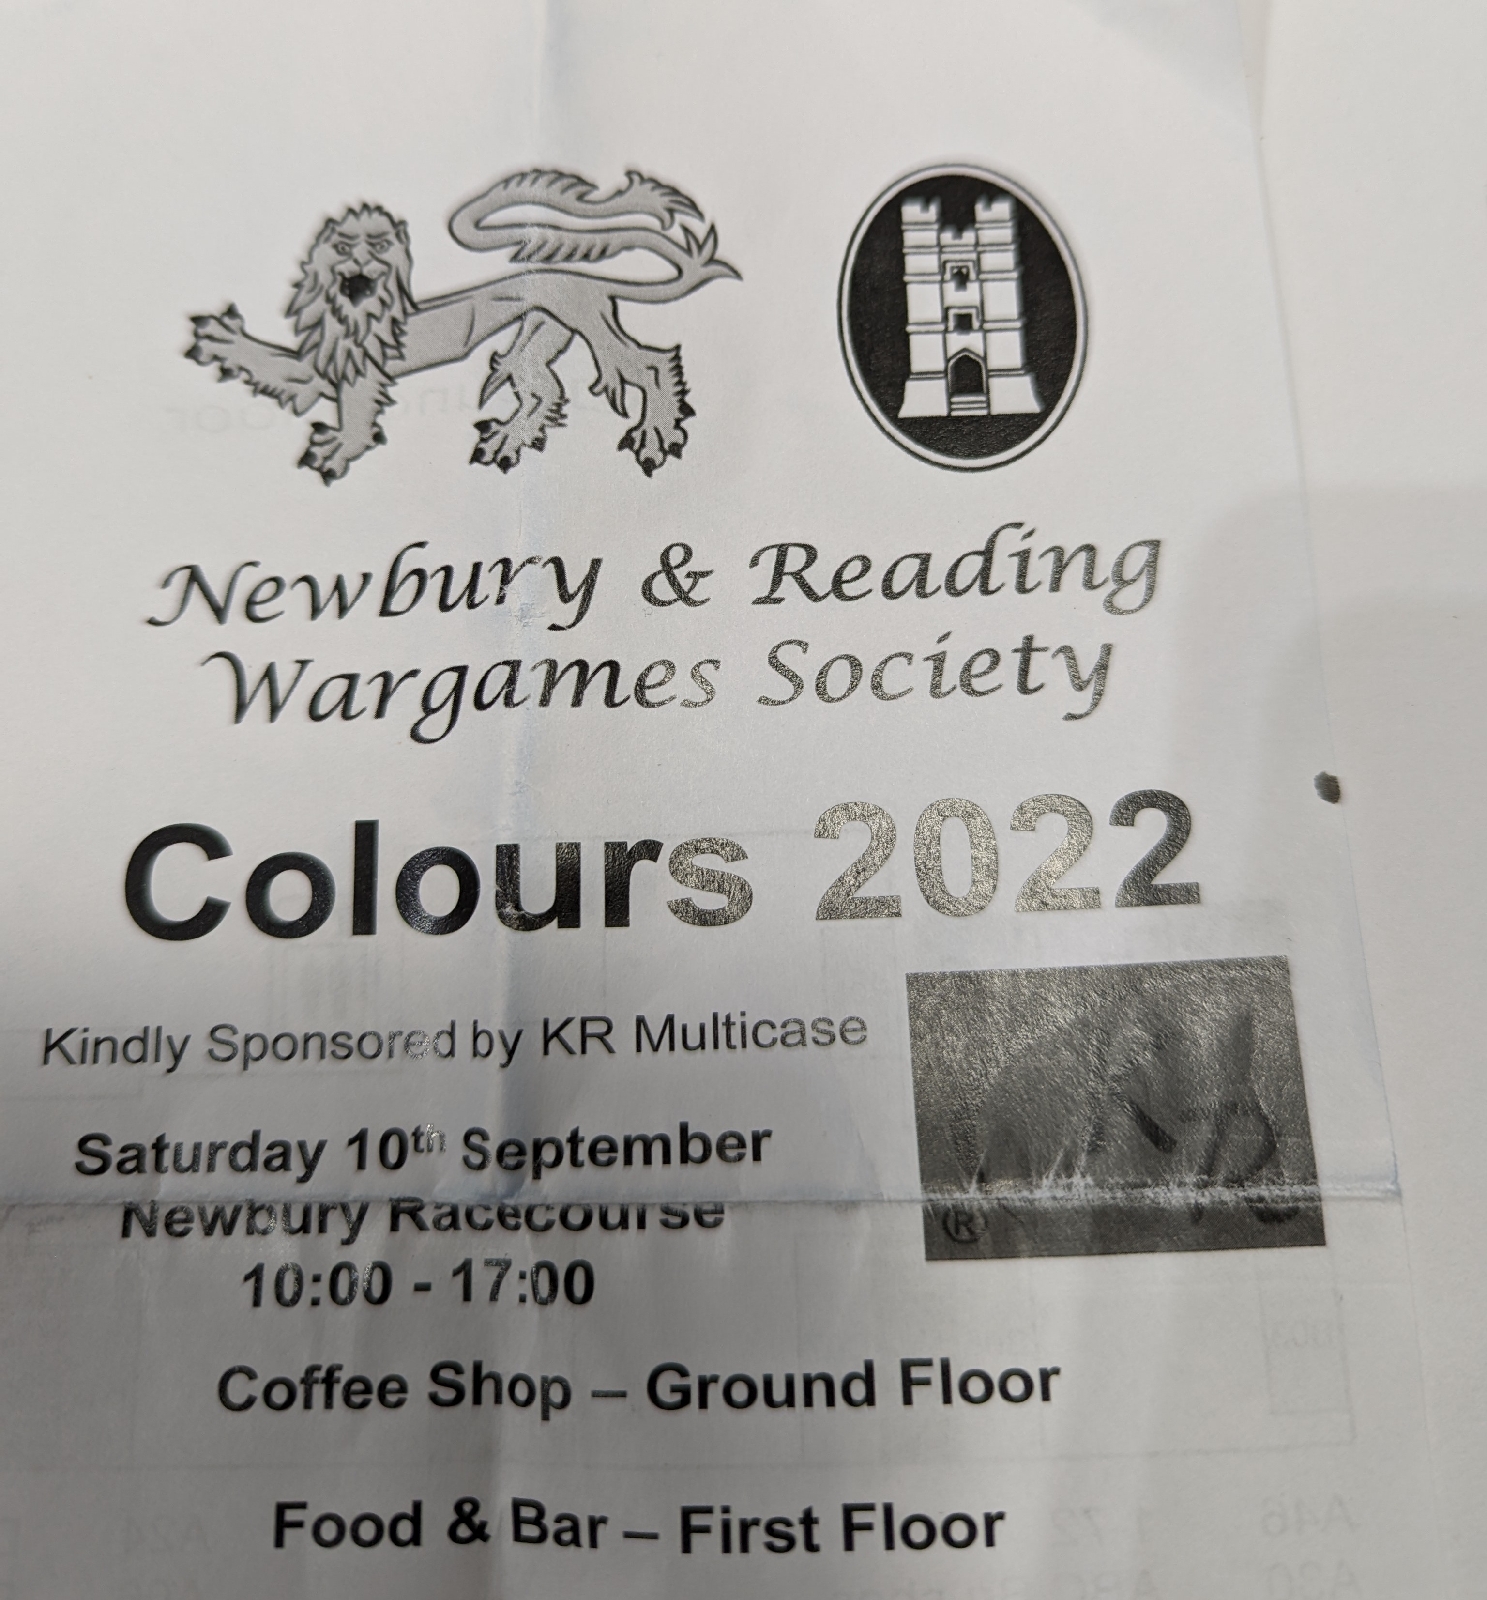 Newbury & Reading
Wargames Society
Colours 2022
Kindly Sponsored by KR Multicase
Saturday 10th September
Newbury Racecourse
10:00 - 17:00
(R)
Coffee Shop – Ground Floor
Food & Bar – First Floor